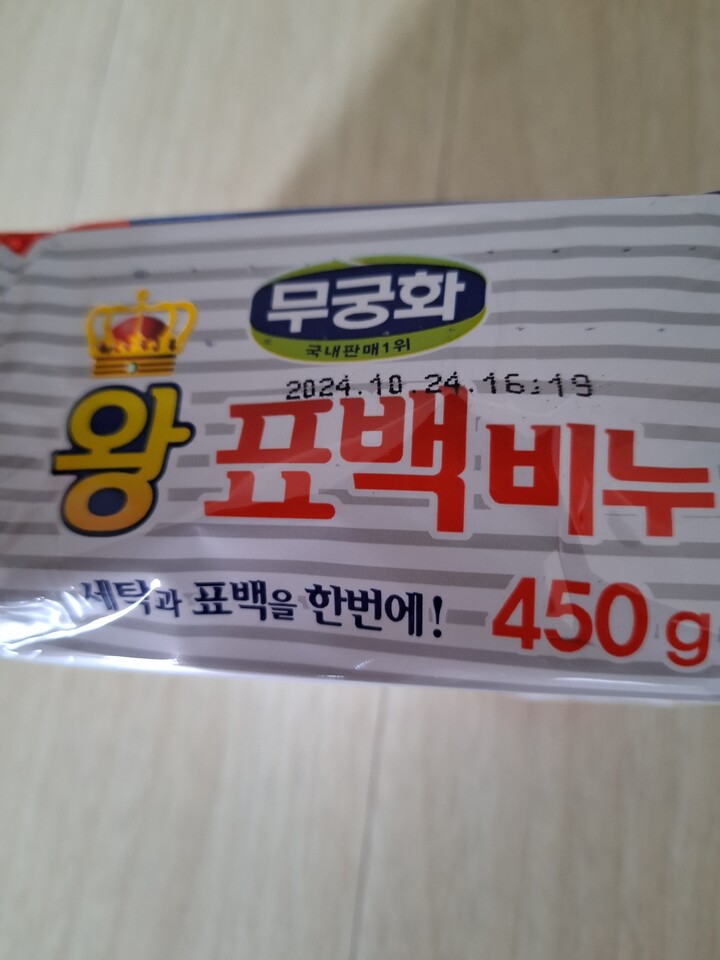 무궁화
국내판매1위
2024.10.24.16:19
왕 표백비누
세탁과 표백을 한번에!
450g